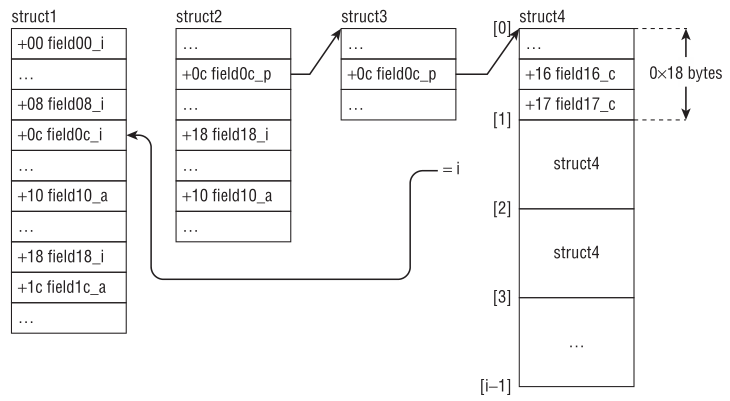 struct1
+00 field00_i
...
+08 field08_i
+0c field0c_i
...
+10 field10_a
...
+18 field18_i
+1c field1c_a
...
struct2
...
+0c field0c_p
...
+18 field18_i
...
+10 field10_a
...
struct3
...
+0c field0c_p
...
= i
struct4
[0]
...
+16 field16_c
+17 field17_c
0×18 bytes
[1]
struct4
[2]
struct4
[3]
...
[i–1]